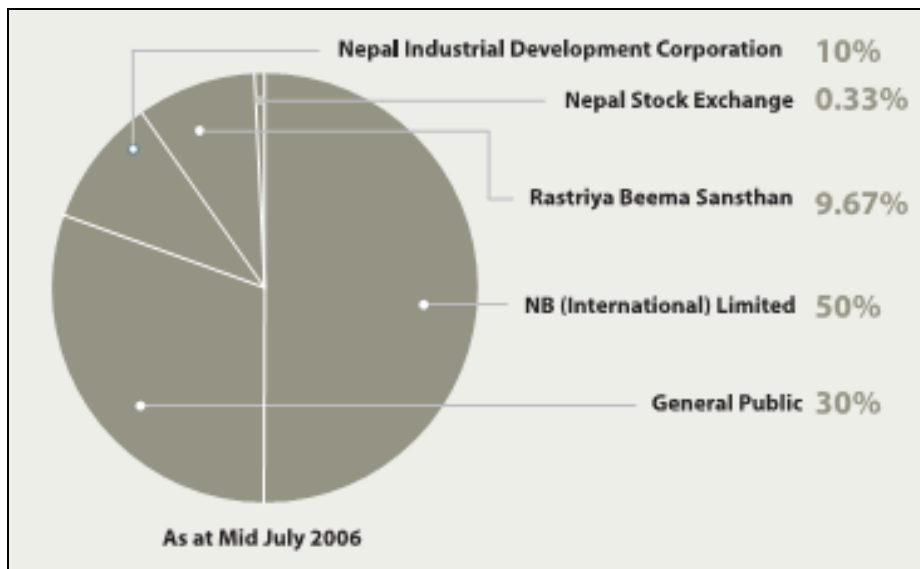 Nepal Industrial Development Corporation 10%
Nepal Stock Exchange 0.33%
Rastriya Beema Sansthan 9.67%
NB (International) Limited 50%
General Public 30%
As at Mid July 2006